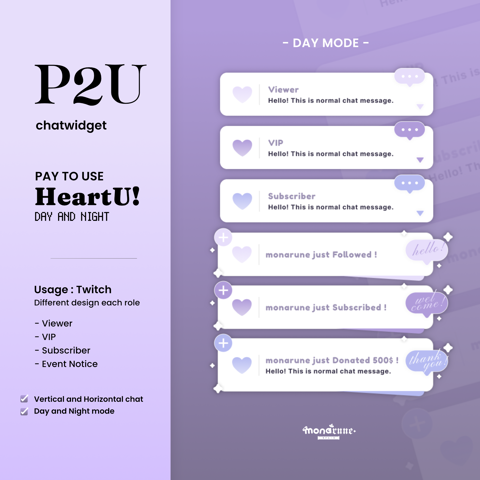 P2U
chatwidget
PAY TO USE
HeartU!
DAY AND NIGHT
Usage : Twitch
Different design each role
- Viewer
- VIP
- Subscriber
- Event Notice
Vertical and Horizontal chat
Day and Night mode
- DAY MODE -
Viewer
Hello! This is normal chat message.
VIP
Hello! This is normal chat message.
Subscriber
Hello! This is normal chat message.
monarune just Followed !
hello!
monarune just Subscribed !
wel
come!
monarune just Donated 500$ !
Hello! This is normal chat message.
thank
you
monarune